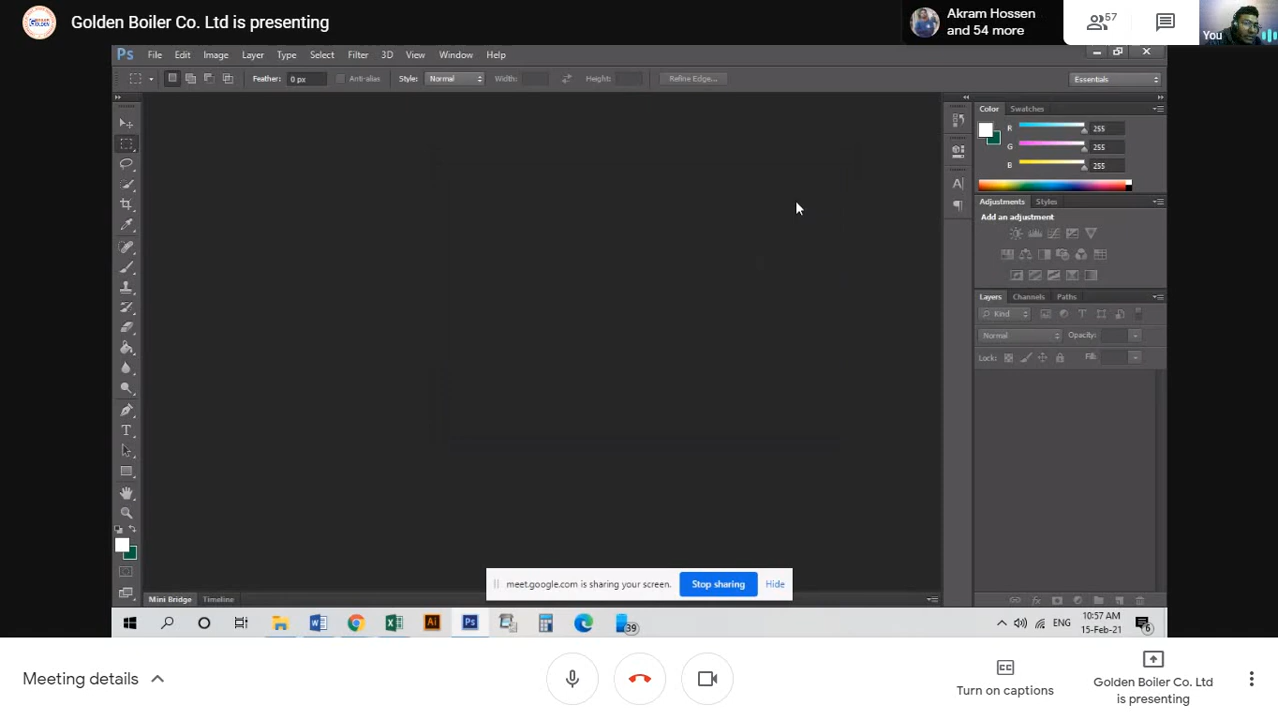 Golden Boiler Co. Ltd is presenting
Akram Hossen
and 54 more
57
You
Ps File Edit Image Layer Type Select Filter 3D View Window Help
Feather: 0 px Anti-alias Style: Normal Width: Height: Refine Edge... Essentials
Color Swatches
R 255
G 255
B 255
Adjustments Styles
Add an adjustment
Layers Channels Paths
Kind
Normal Opacity:
Lock: Fill:
meet.google.com is sharing your screen. Stop sharing Hide
Mini Bridge Timeline
Ai Ps 39 ENG
10:57 AM
15-Feb-21
6
Meeting details
Turn on captions
Golden Boiler Co. Ltd
is presenting